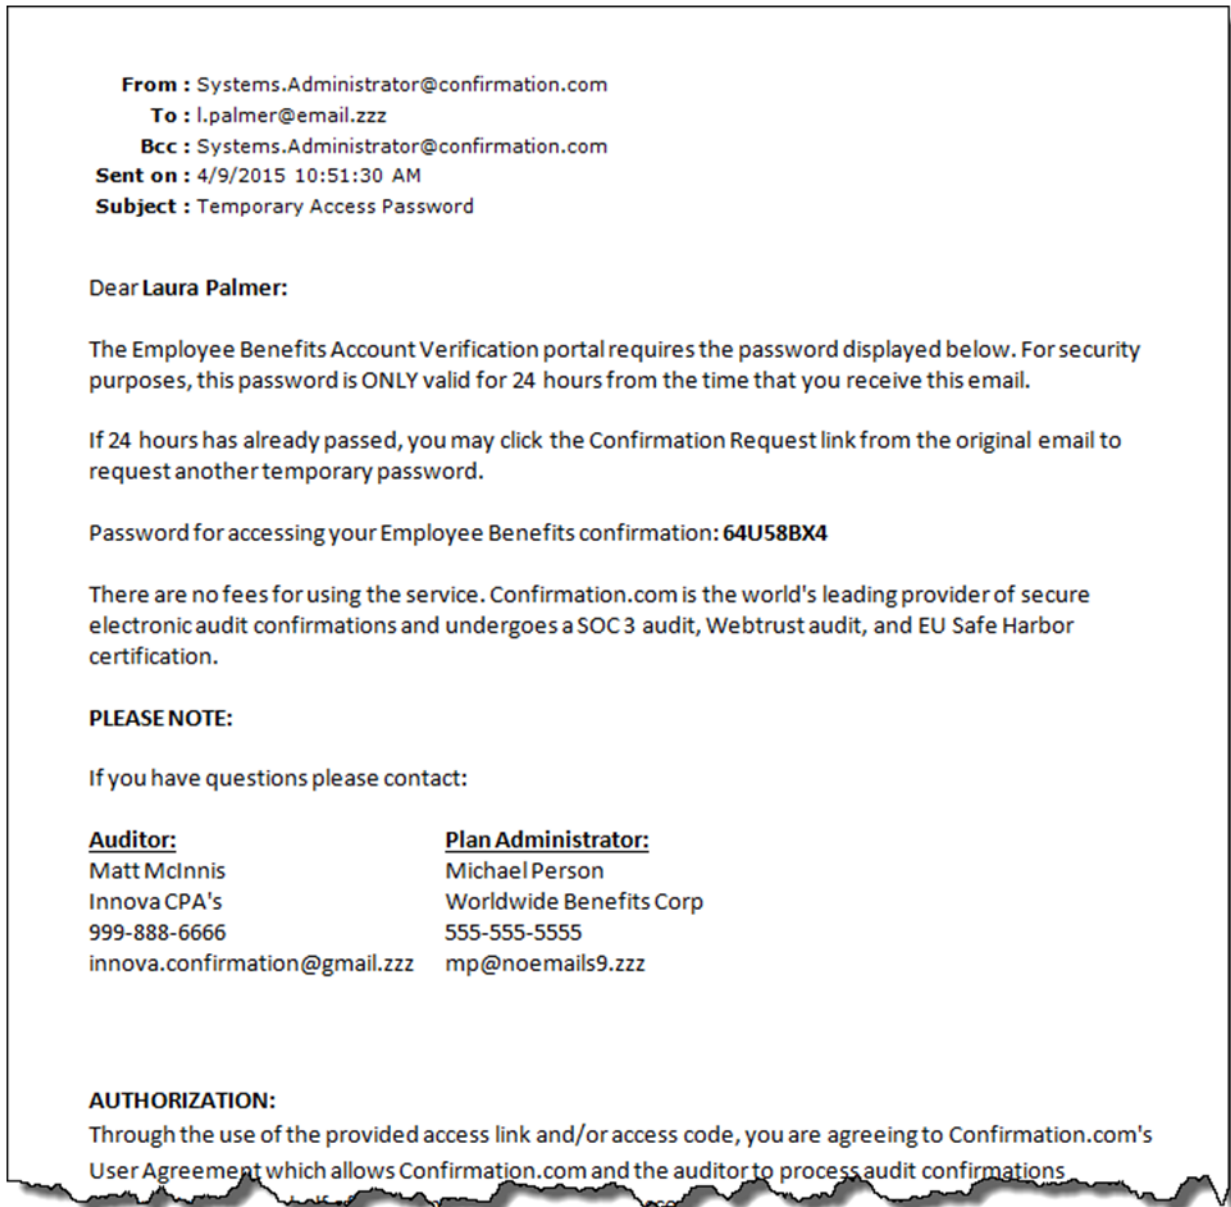 From : Systems.Administrator@confirmation.com
To : l.palmer@email.zzz
Bcc : Systems.Administrator@confirmation.com
Sent on : 4/9/2015 10:51:30 AM
Subject : Temporary Access Password
Dear Laura Palmer:
The Employee Benefits Account Verification portal requires the password displayed below. For security
purposes, this password is ONLY valid for 24 hours from the time that you receive this email.
If 24 hours has already passed, you may click the Confirmation Request link from the original email to
request another temporary password.
Password for accessing your Employee Benefits confirmation: 64U58BX4
There are no fees for using the service. Confirmation.com is the world's leading provider of secure
electronic audit confirmations and undergoes a SOC 3 audit, Webtrust audit, and EU Safe Harbor
certification.
PLEASE NOTE:
If you have questions please contact:
Auditor: Plan Administrator:
Matt McInnis Michael Person
Innova CPA's Worldwide Benefits Corp
999-888-6666 555-555-5555
innova.confirmation@gmail.zzz mp@noemails9.zzz
AUTHORIZATION:
Through the use of the provided access link and/or access code, you are agreeing to Confirmation.com's
User Agreement which allows Confirmation.com and the auditor to process audit confirmations